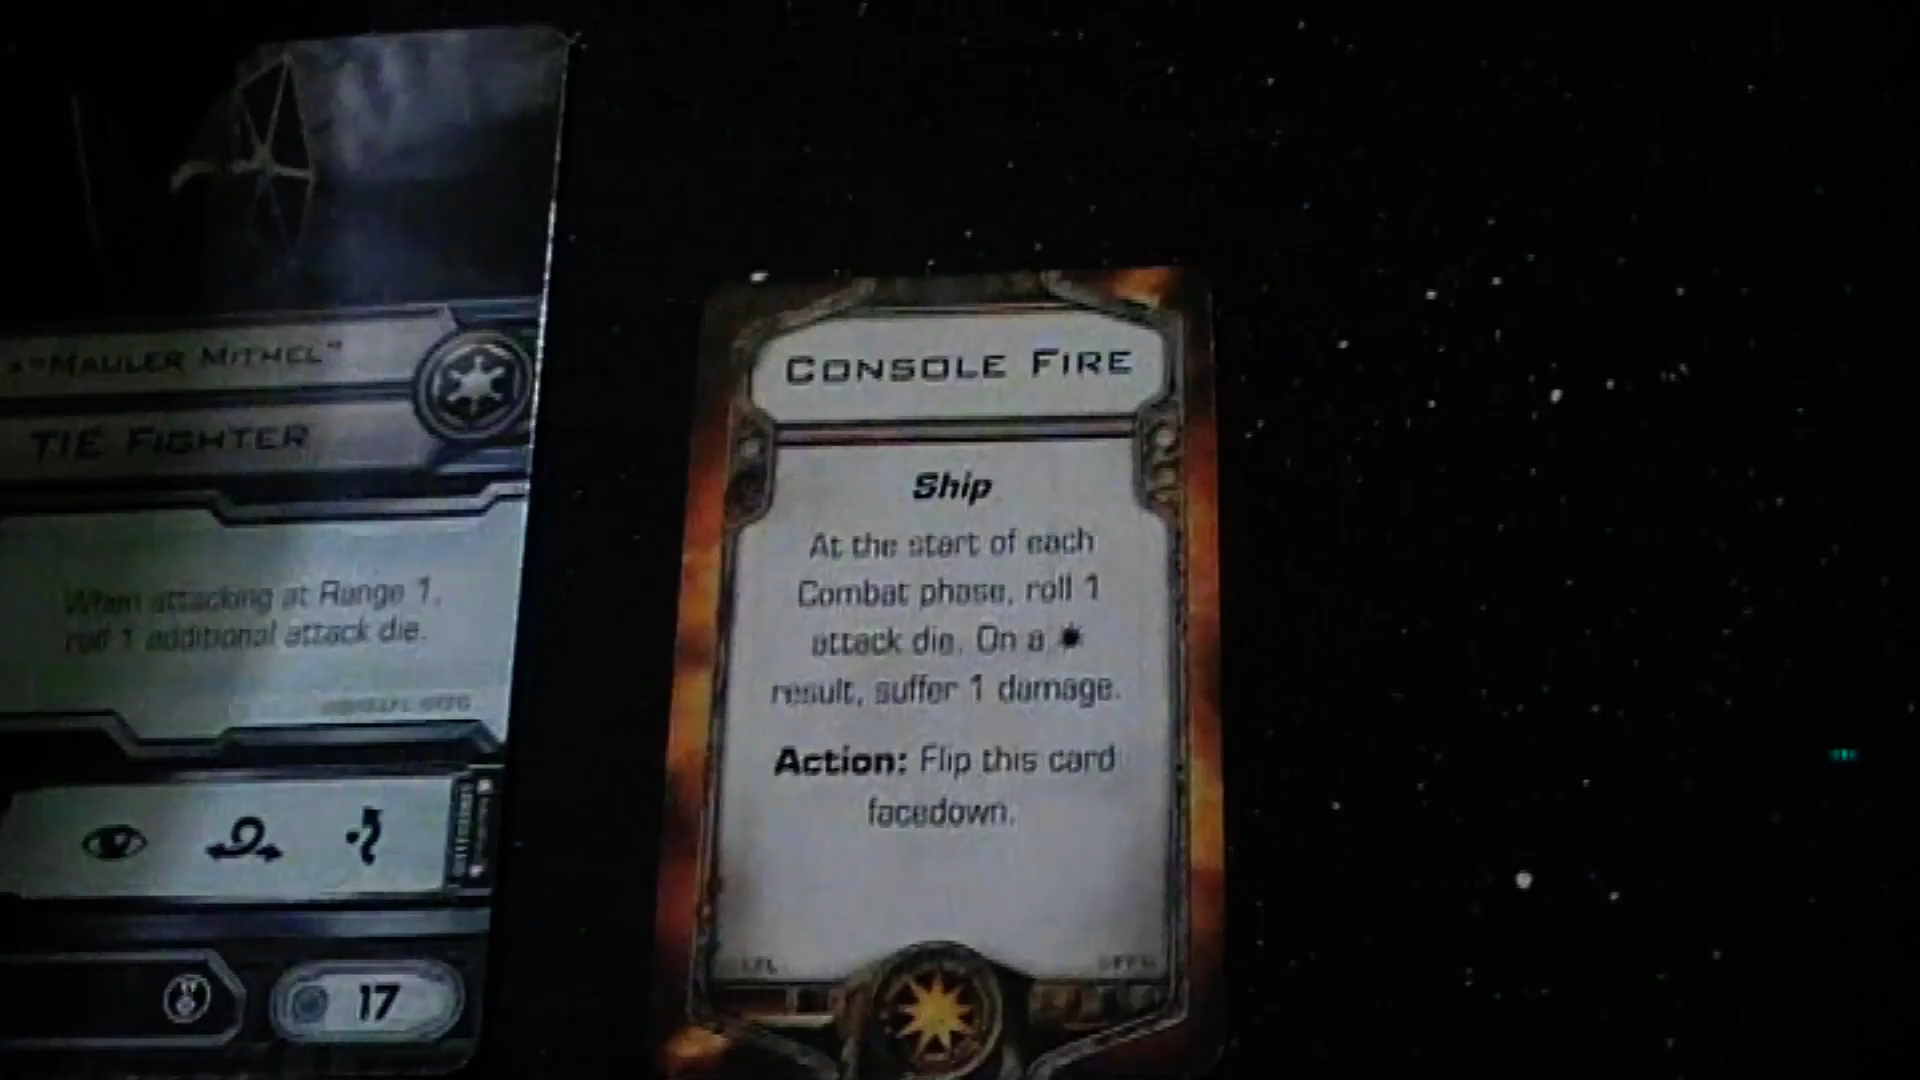 •"Mauler Mithel"
TIE Fighter
When attacking at Range 1,
roll 1 additional attack die.
17
Console Fire
Ship
At the start of each
Combat phase, roll 1
attack die. On a
result, suffer 1 damage.
Action: Flip this card
facedown.